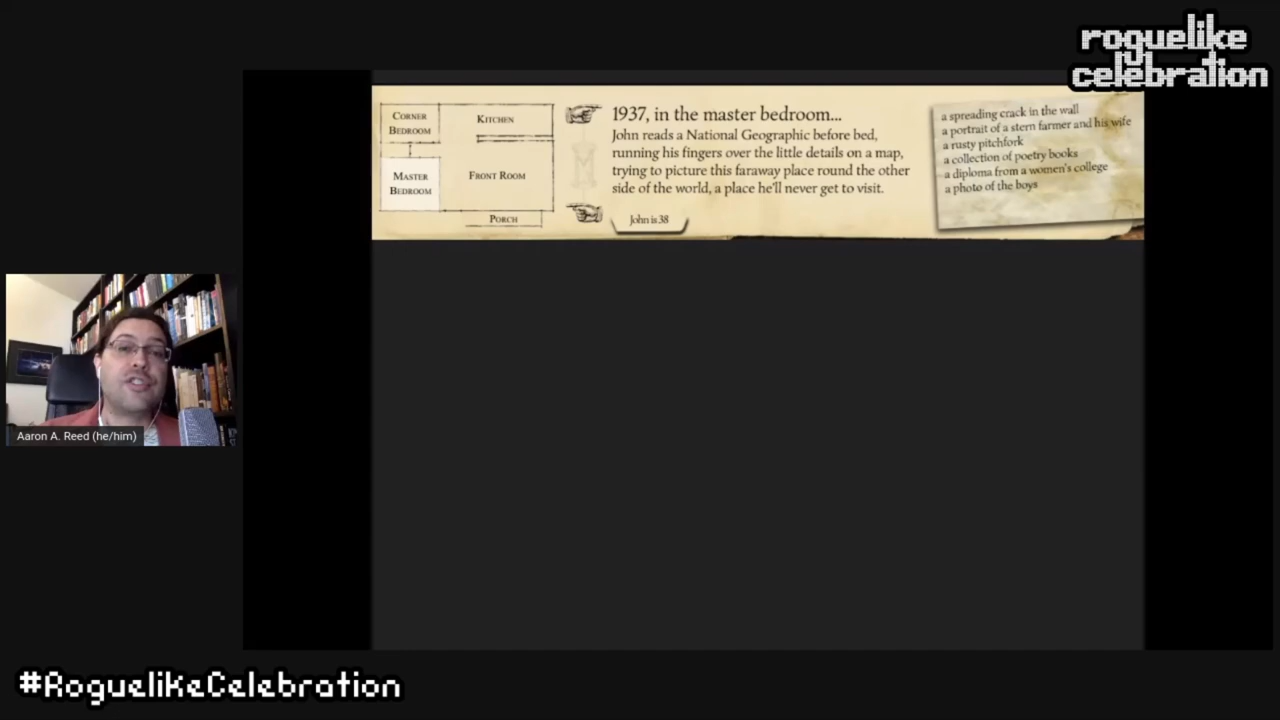 roguelike
celebration
CORNER
BEDROOM
KITCHEN
MASTER
BEDROOM
FRONT ROOM
PORCH
1937, in the master bedroom...
John reads a National Geographic before bed,
running his fingers over the little details on a map,
trying to picture this faraway place round the other
side of the world, a place he'll never get to visit.
John is 38
a spreading crack in the wall
a portrait of a stern farmer and his wife
a rusty pitchfork
a collection of poetry books
a diploma from a women's college
a photo of the boys
Aaron A. Reed (he/him)
#RoguelikeCelebration